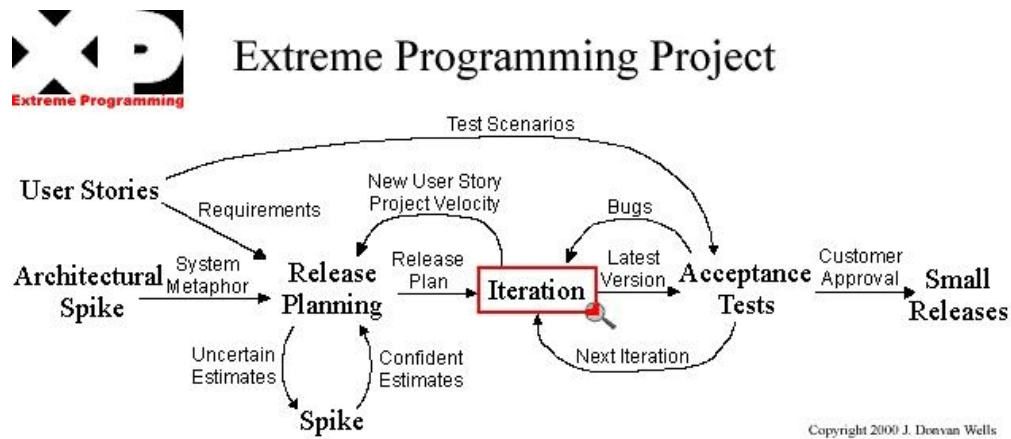 XP
Extreme Programming
Extreme Programming Project
Test Scenarios
User Stories
Requirements
New User Story
Project Velocity
Bugs
Architectural
Spike
System
Metaphor
Release
Planning
Release
Plan
Iteration
Latest
Version
Acceptance
Tests
Customer
Approval
Small
Releases
Uncertain
Estimates
Confident
Estimates
Next Iteration
Spike
Copyright 2000 J. Donvan Wells